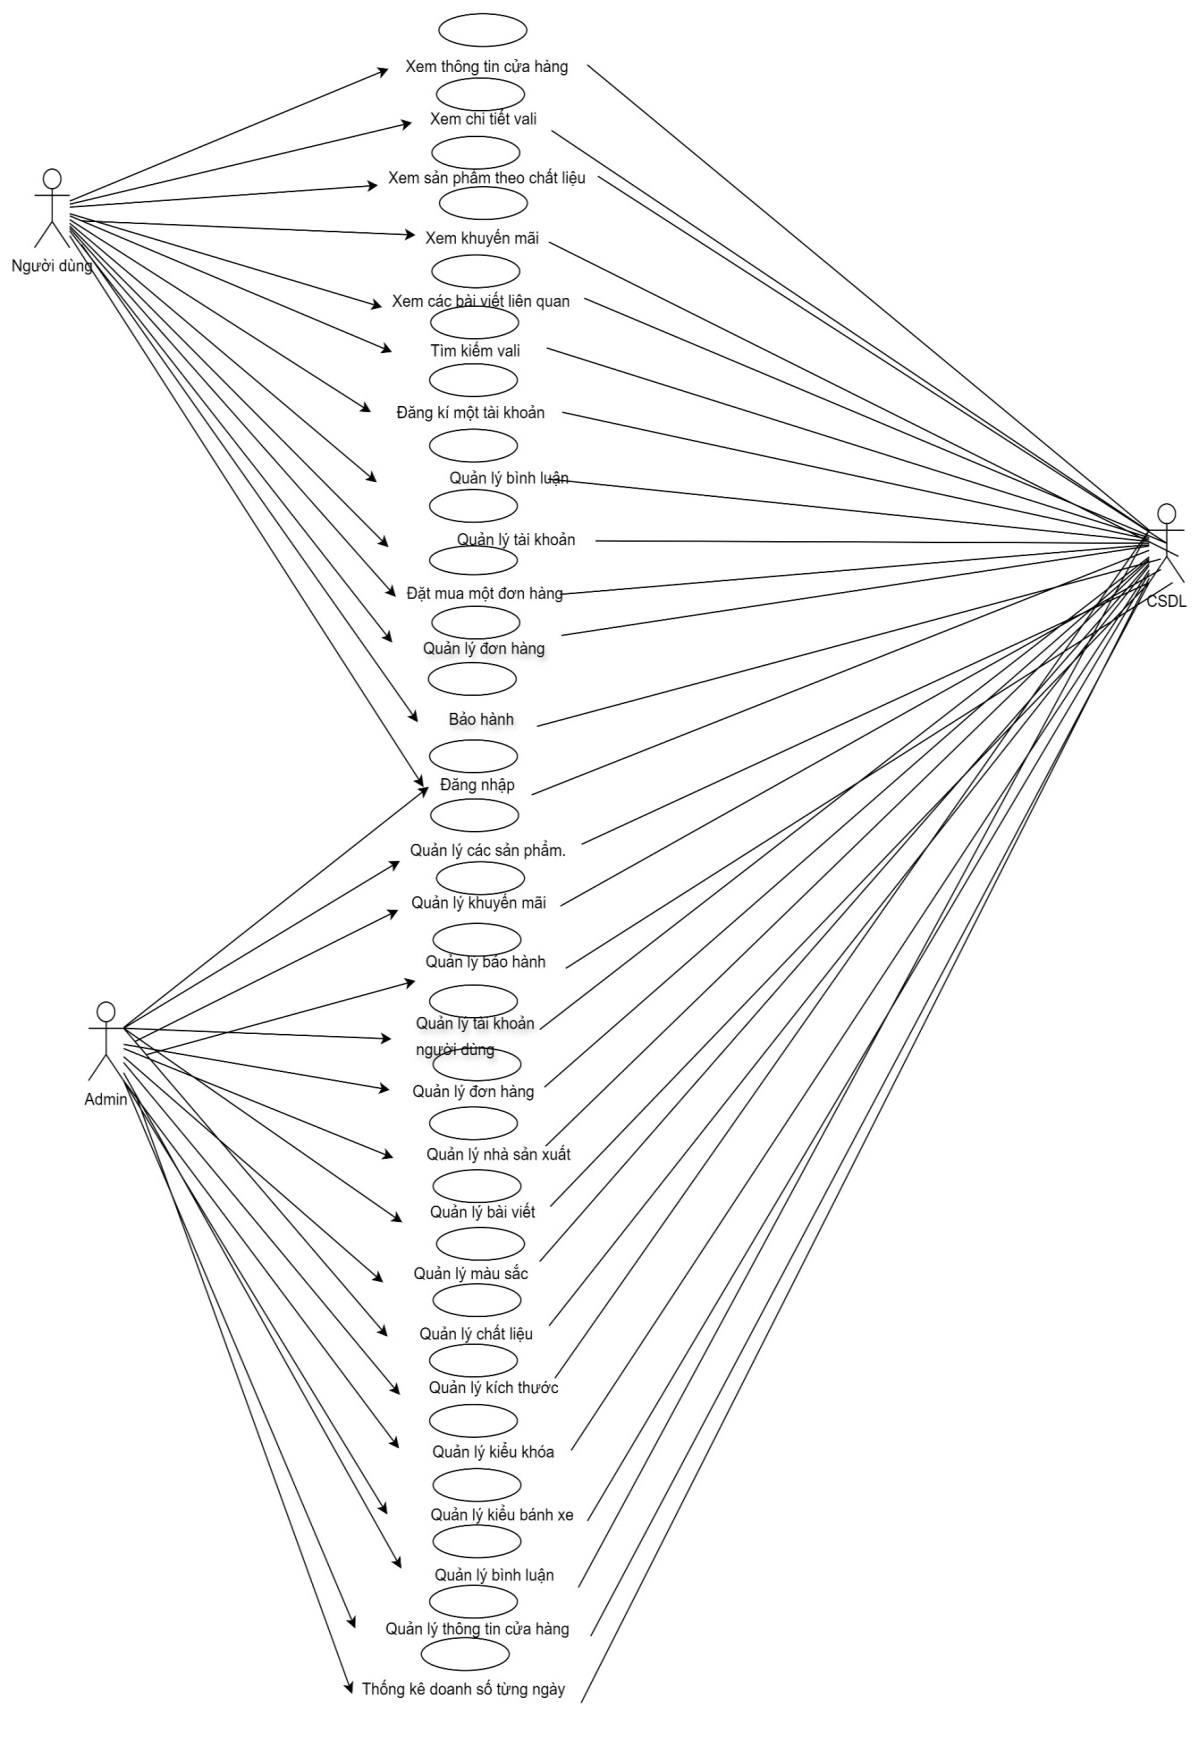 Xem thông tin cửa hàng
Xem chi tiết vali
Xem sản phẩm theo chất liệu
Xem khuyến mãi
Người dùng
Xem các bài viết liên quan
Tìm kiếm vali
Đăng kí một tài khoản
Quản lý bình luận
Quản lý tài khoản
Đặt mua một đơn hàng
CSDL
Quản lý đơn hàng
Bảo hành
Đăng nhập
Quản lý các sản phẩm.
Quản lý khuyến mãi
Quản lý bảo hành
Quản lý tài khoản
người dùng
Quản lý đơn hàng
Admin
Quản lý nhà sản xuất
Quản lý bài viết
Quản lý màu sắc
Quản lý chất liệu
Quản lý kích thước
Quản lý kiểu khóa
Quản lý kiểu bánh xe
Quản lý bình luận
Quản lý thông tin cửa hàng
Thống kê doanh số từng ngày